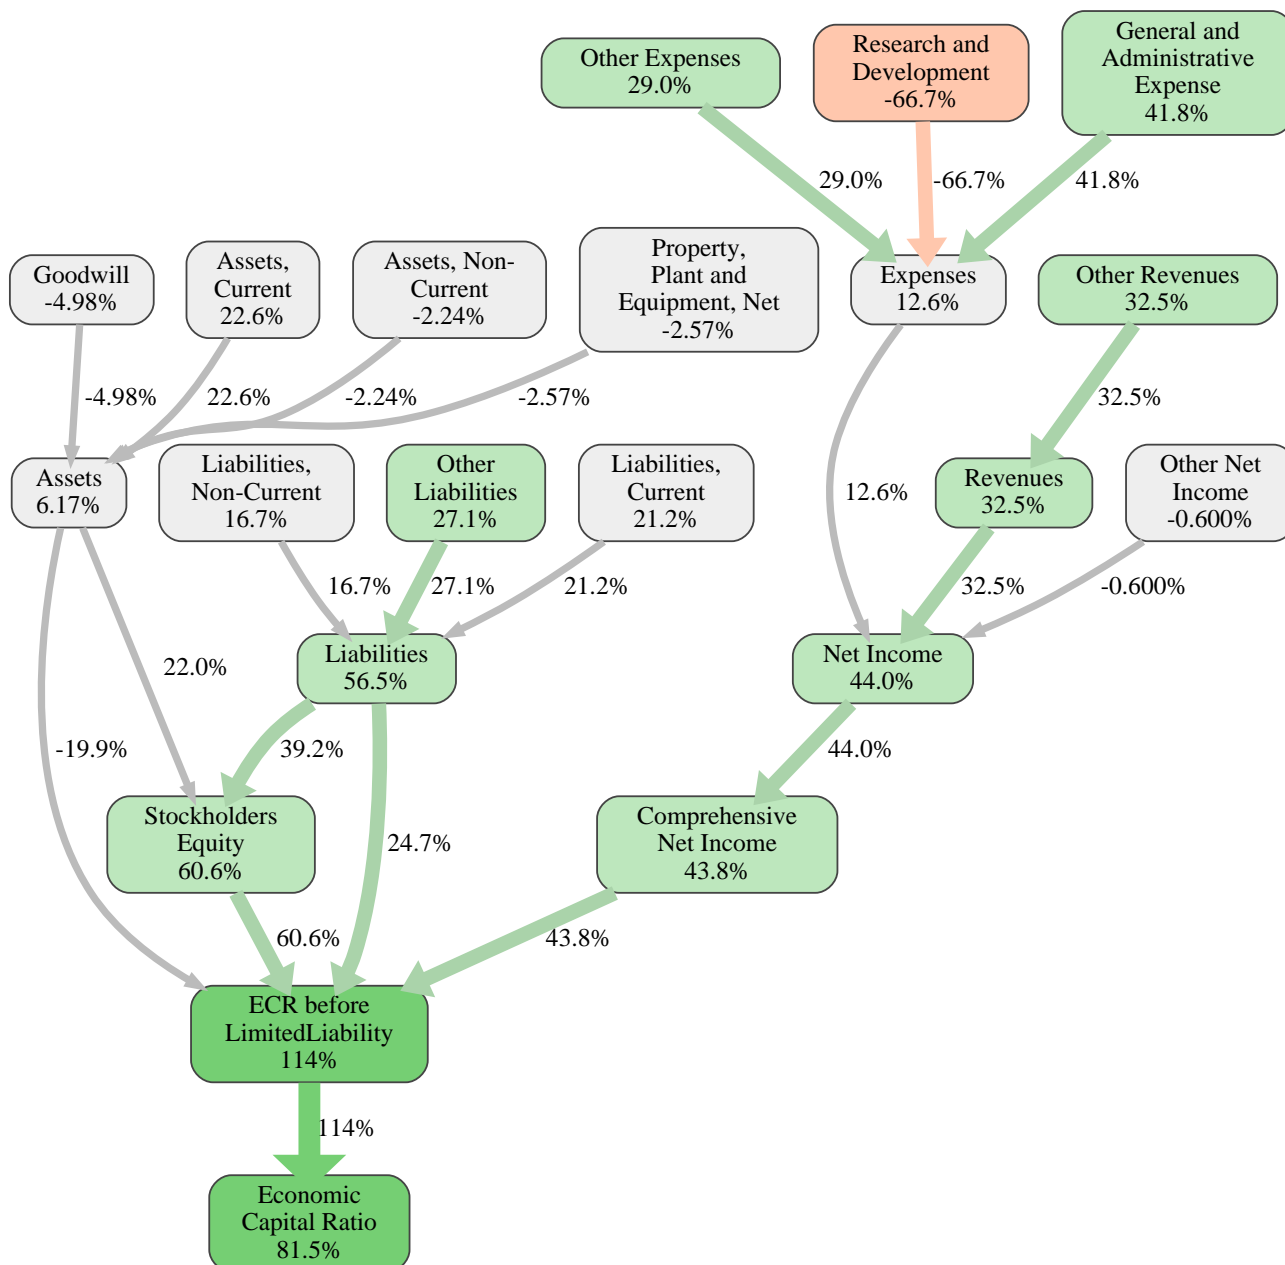 Other Expenses
29.0%
Research and
Development
-66.7%
General and
Administrative
Expense
41.8%
29.0%
-66.7%
41.8%
Goodwill
-4.98%
Assets,
Current
22.6%
Assets, Non-
Current
-2.24%
Property,
Plant and
Equipment, Net
-2.57%
Expenses
12.6%
Other Revenues
32.5%
-4.98%
22.6%
-2.24%
-2.57%
32.5%
Assets
6.17%
Liabilities,
Non-Current
16.7%
Other
Liabilities
27.1%
Liabilities,
Current
21.2%
12.6%
Revenues
32.5%
Other Net
Income
-0.600%
16.7%
27.1%
21.2%
32.5%
-0.600%
22.0%
Liabilities
56.5%
Net Income
44.0%
-19.9%
39.2%
44.0%
Stockholders
Equity
60.6%
24.7%
Comprehensive
Net Income
43.8%
60.6%
43.8%
ECR before
LimitedLiability
114%
114%
Economic
Capital Ratio
81.5%